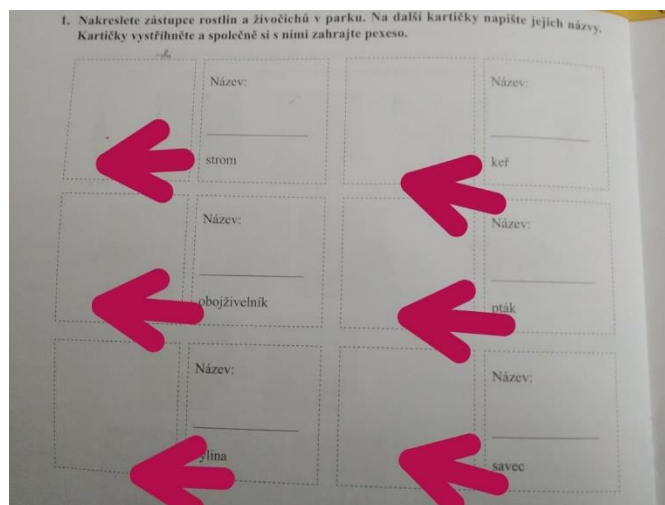 1. Nakreslete zástupce rostlin a živočichů v parku. Na další kartičky napište jejich názvy.
Kartičky vystřihněte a společně si s nimi zahrajte pexeso.
Název:
strom
Název:
keř
Název:
obojživelník
Název:
pták
Název:
Název:
savec